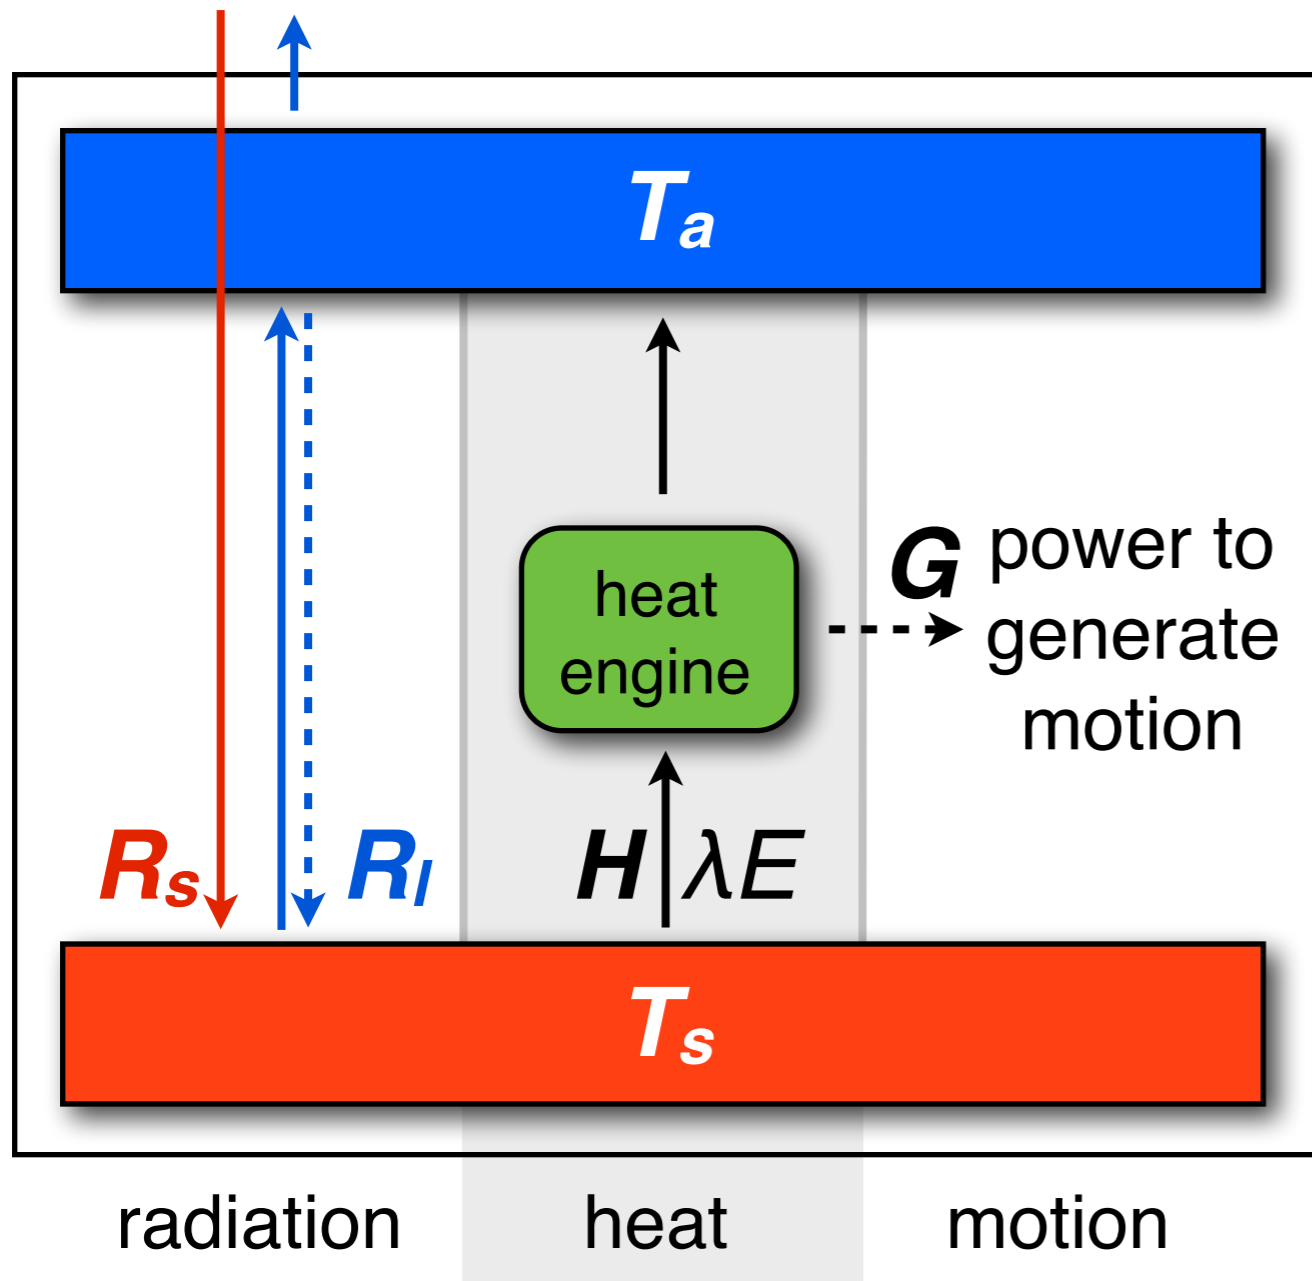 Ta
heat
engine
G
power to
generate
motion
Rs
Rl
H
λE
Ts
radiation
heat
motion